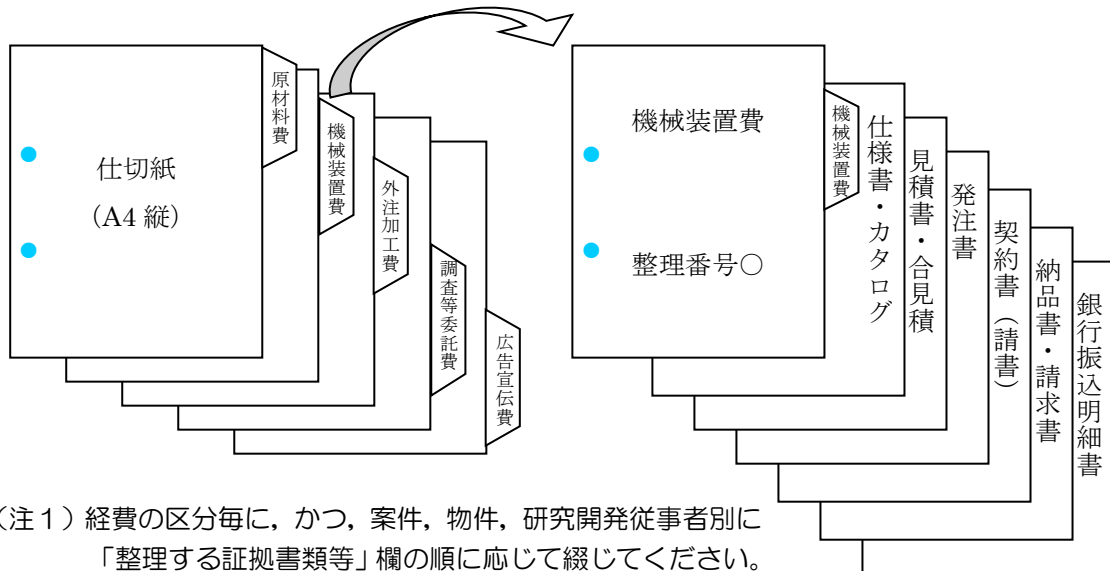 仕切紙
（A4 縦）
原材料費
機械装置費
外注加工費
調査等委託費
広告宣伝費
機械装置費
整理番号○
機械装置費
仕様書・カタログ
見積書・合見積
発注書
契約書（請書）
納品書・請求書
銀行振込明細書
（注１）経費の区分毎に，かつ，案件，物件，研究開発従事者別に
「整理する証拠書類等」欄の順に応じて綴じてください。